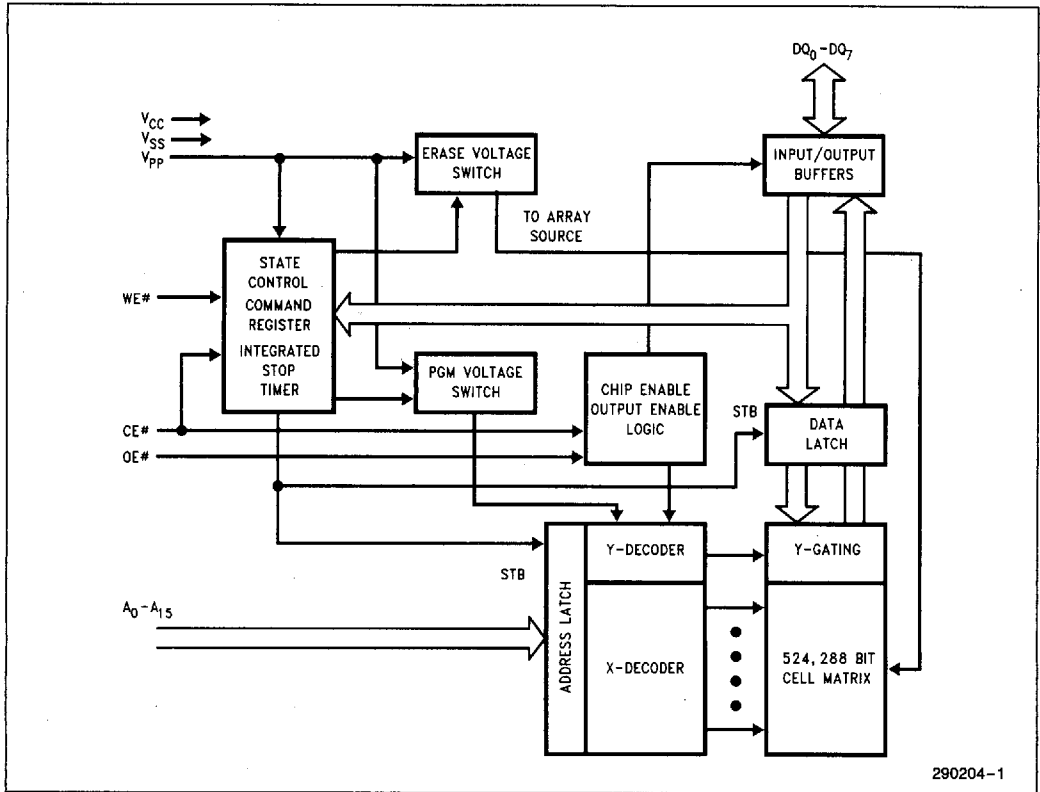 DQ0-DQ7
VCC
VSS
VPP
ERASE VOLTAGE
SWITCH
INPUT/OUTPUT
BUFFERS
TO ARRAY
SOURCE
STATE
CONTROL
COMMAND
REGISTER
INTEGRATED
STOP
TIMER
WE#
PGM VOLTAGE
SWITCH
CHIP ENABLE
OUTPUT ENABLE
LOGIC
STB
DATA
LATCH
CE#
OE#
STB
ADDRESS LATCH
Y-DECODER
Y-GATING
A0-A15
X-DECODER
524,288 BIT
CELL MATRIX
290204-1